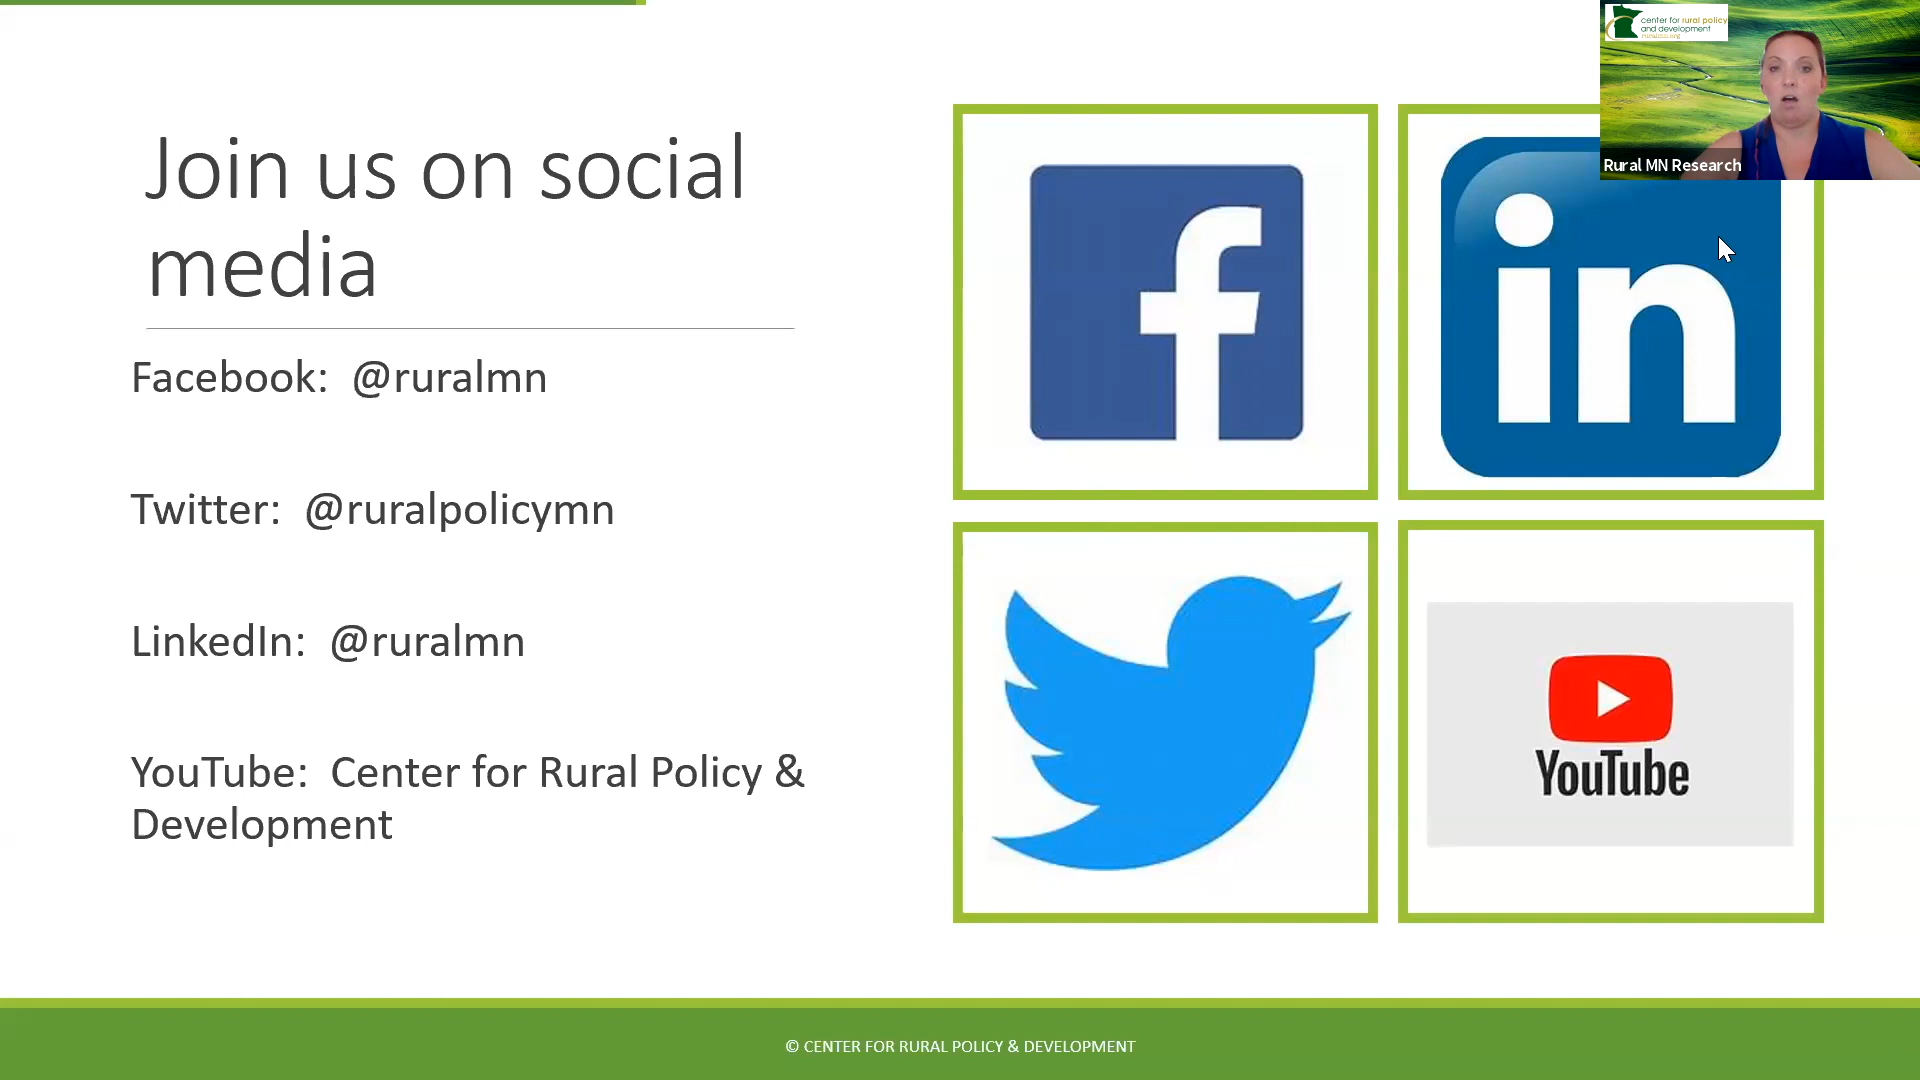 center for rural policy
and development
Rural MN Research
Join us on social
media
Facebook: @ruralmn
Twitter: @ruralpolicymn
LinkedIn: @ruralmn
YouTube: Center for Rural Policy &
Development
f
in
YouTube
© CENTER FOR RURAL POLICY & DEVELOPMENT